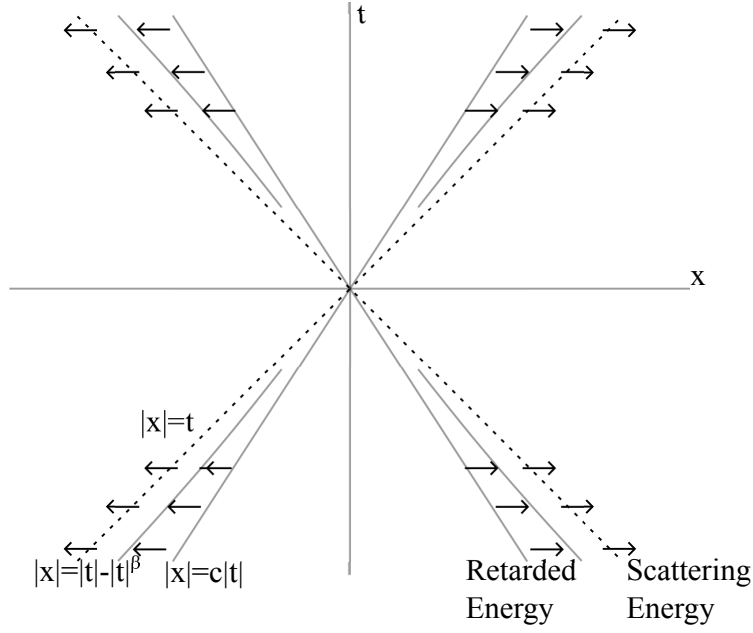 t
x
|x|=t
|x|=|t|-|t|^β
|x|=c|t|
Retarded
Energy
Scattering
Energy